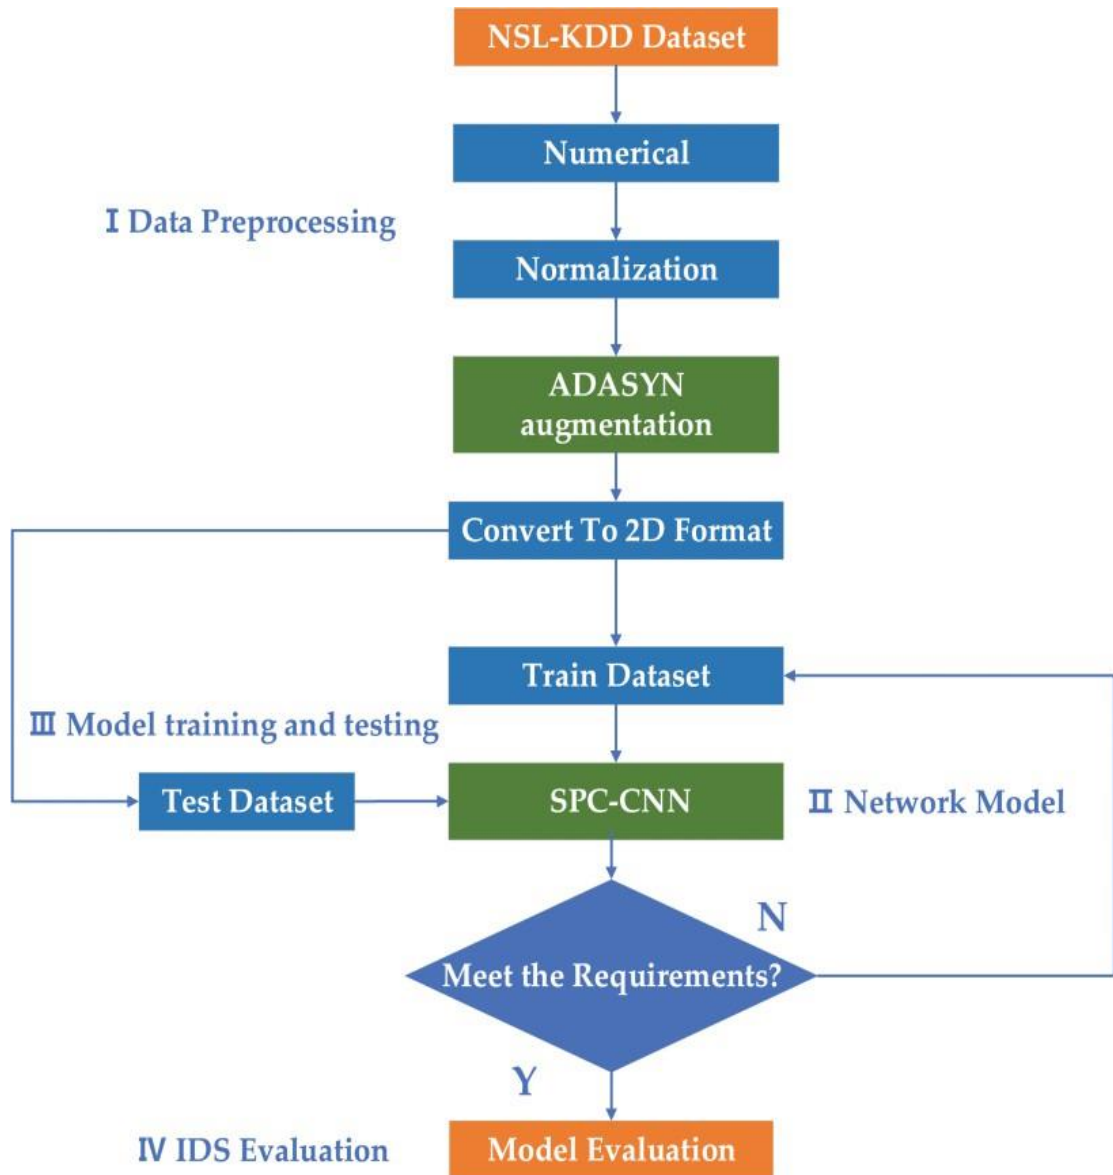 NSL-KDD Dataset
Numerical
Ⅰ Data Preprocessing
Normalization
ADASYN
augmentation
Convert To 2D Format
Train Dataset
Ⅲ Model training and testing
Test Dataset
SPC-CNN
Ⅱ Network Model
N
Meet the Requirements?
Y
Ⅳ IDS Evaluation
Model Evaluation